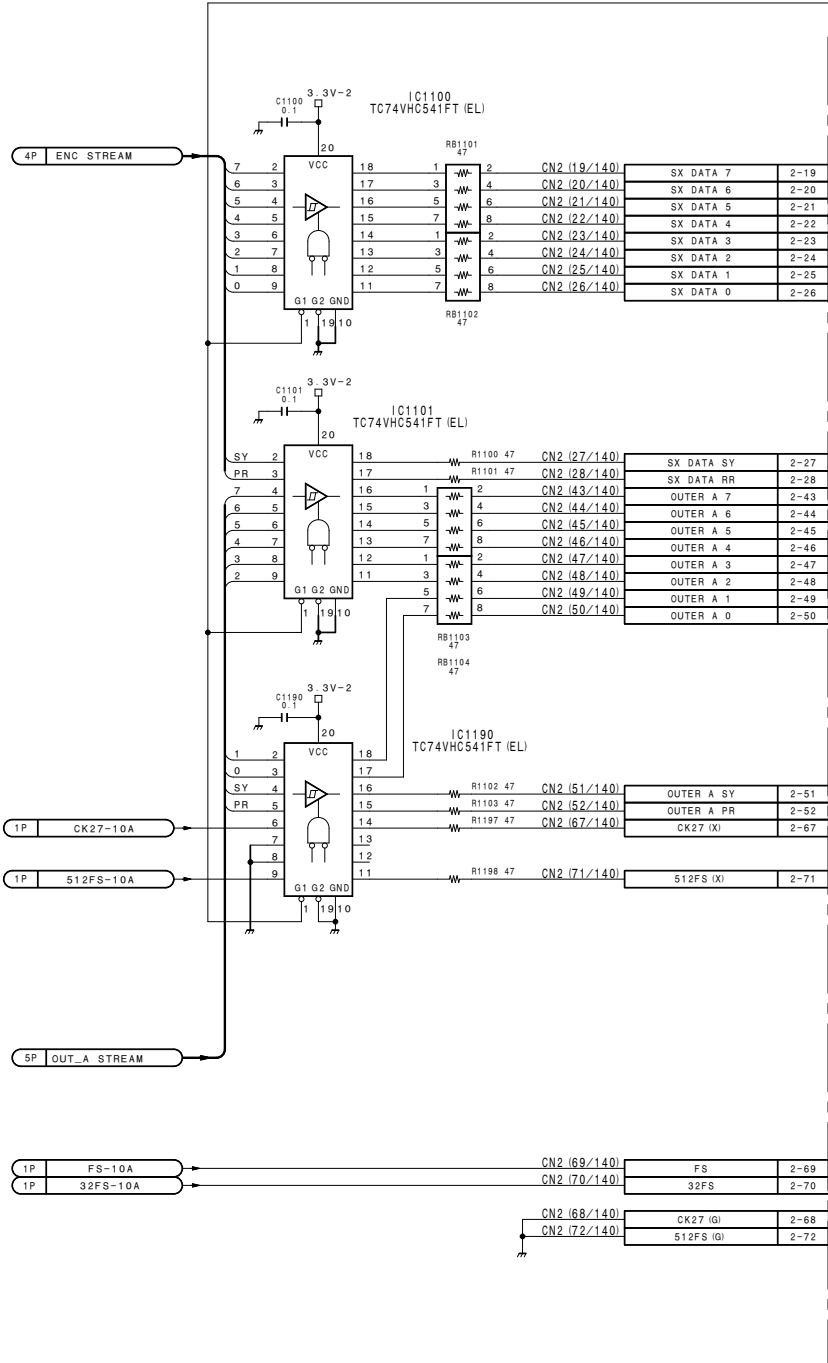 3.3V-2
C1100
0.1
IC1100
TC74VHC541FT(EL)
RB1101
47
4P ENC STREAM
20
VCC
7 2 18 1 2 CN2(19/140) SX DATA 7 2-19
6 3 17 3 4 CN2(20/140) SX DATA 6 2-20
5 4 16 5 6 CN2(21/140) SX DATA 5 2-21
4 5 15 7 8 CN2(22/140) SX DATA 4 2-22
3 6 14 1 2 CN2(23/140) SX DATA 3 2-23
2 7 13 3 4 CN2(24/140) SX DATA 2 2-24
1 8 12 5 6 CN2(25/140) SX DATA 1 2-25
0 9 11 7 8 CN2(26/140) SX DATA 0 2-26
G1 G2 GND
1 19 10
RB1102
47
3.3V-2
C1101
0.1
IC1101
TC74VHC541FT(EL)
20
VCC
SY 2 18 R1100 47 CN2(27/140) SX DATA SY 2-27
PR 3 17 R1101 47 CN2(28/140) SX DATA RR 2-28
7 4 16 1 2 CN2(43/140) OUTER A 7 2-43
6 5 15 3 4 CN2(44/140) OUTER A 6 2-44
5 6 14 5 6 CN2(45/140) OUTER A 5 2-45
4 7 13 7 8 CN2(46/140) OUTER A 4 2-46
3 8 12 1 2 CN2(47/140) OUTER A 3 2-47
2 9 11 3 4 CN2(48/140) OUTER A 2 2-48
5 6 CN2(49/140) OUTER A 1 2-49
7 8 CN2(50/140) OUTER A 0 2-50
G1 G2 GND
1 19 10
RB1103
47
RB1104
47
3.3V-2
C1190
0.1
IC1190
TC74VHC541FT(EL)
20
VCC
1 2 18
0 3 17
SY 4 16 R1102 47 CN2(51/140) OUTER A SY 2-51
PR 5 15 R1103 47 CN2(52/140) OUTER A PR 2-52
1P CK27-10A 6 14 R1197 47 CN2(67/140) CK27(X) 2-67
7 13
8 12
1P 512FS-10A 9 11 R1198 47 CN2(71/140) 512FS(X) 2-71
G1 G2 GND
1 19 10
5P OUT_A STREAM
1P FS-10A CN2(69/140) FS 2-69
1P 32FS-10A CN2(70/140) 32FS 2-70
CN2(68/140) CK27(G) 2-68
CN2(72/140) 512FS(G) 2-72